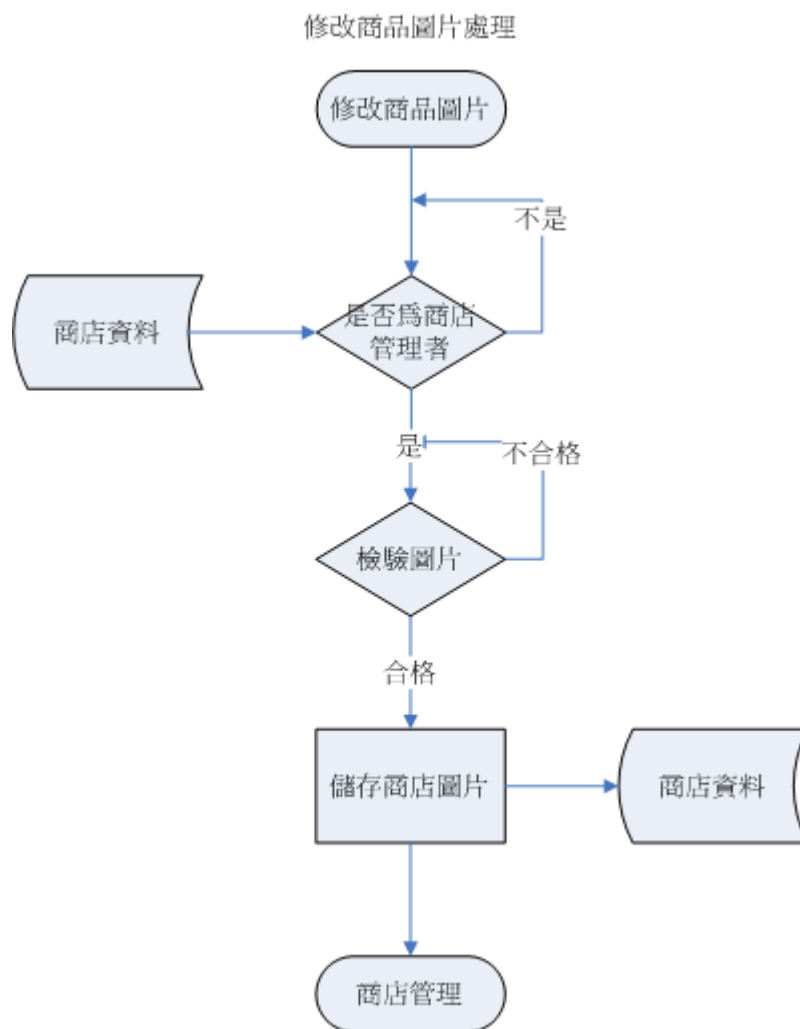 修改商品圖片處理
修改商品圖片
不是
商店資料
是否為商店
管理者
是
不合格
檢驗圖片
合格
儲存商店圖片
商店資料
商店管理